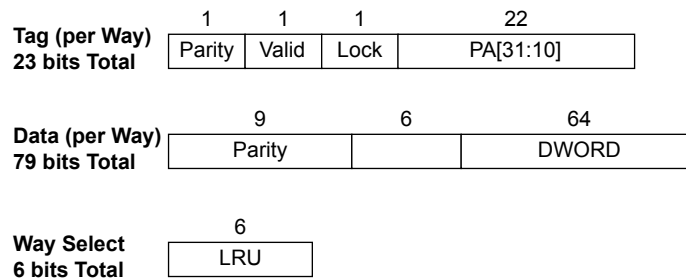 1 1 1 22
Tag (per Way)
23 bits Total
Parity Valid Lock PA[31:10]
9 6 64
Data (per Way)
79 bits Total
Parity DWORD
6
Way Select
6 bits Total
LRU